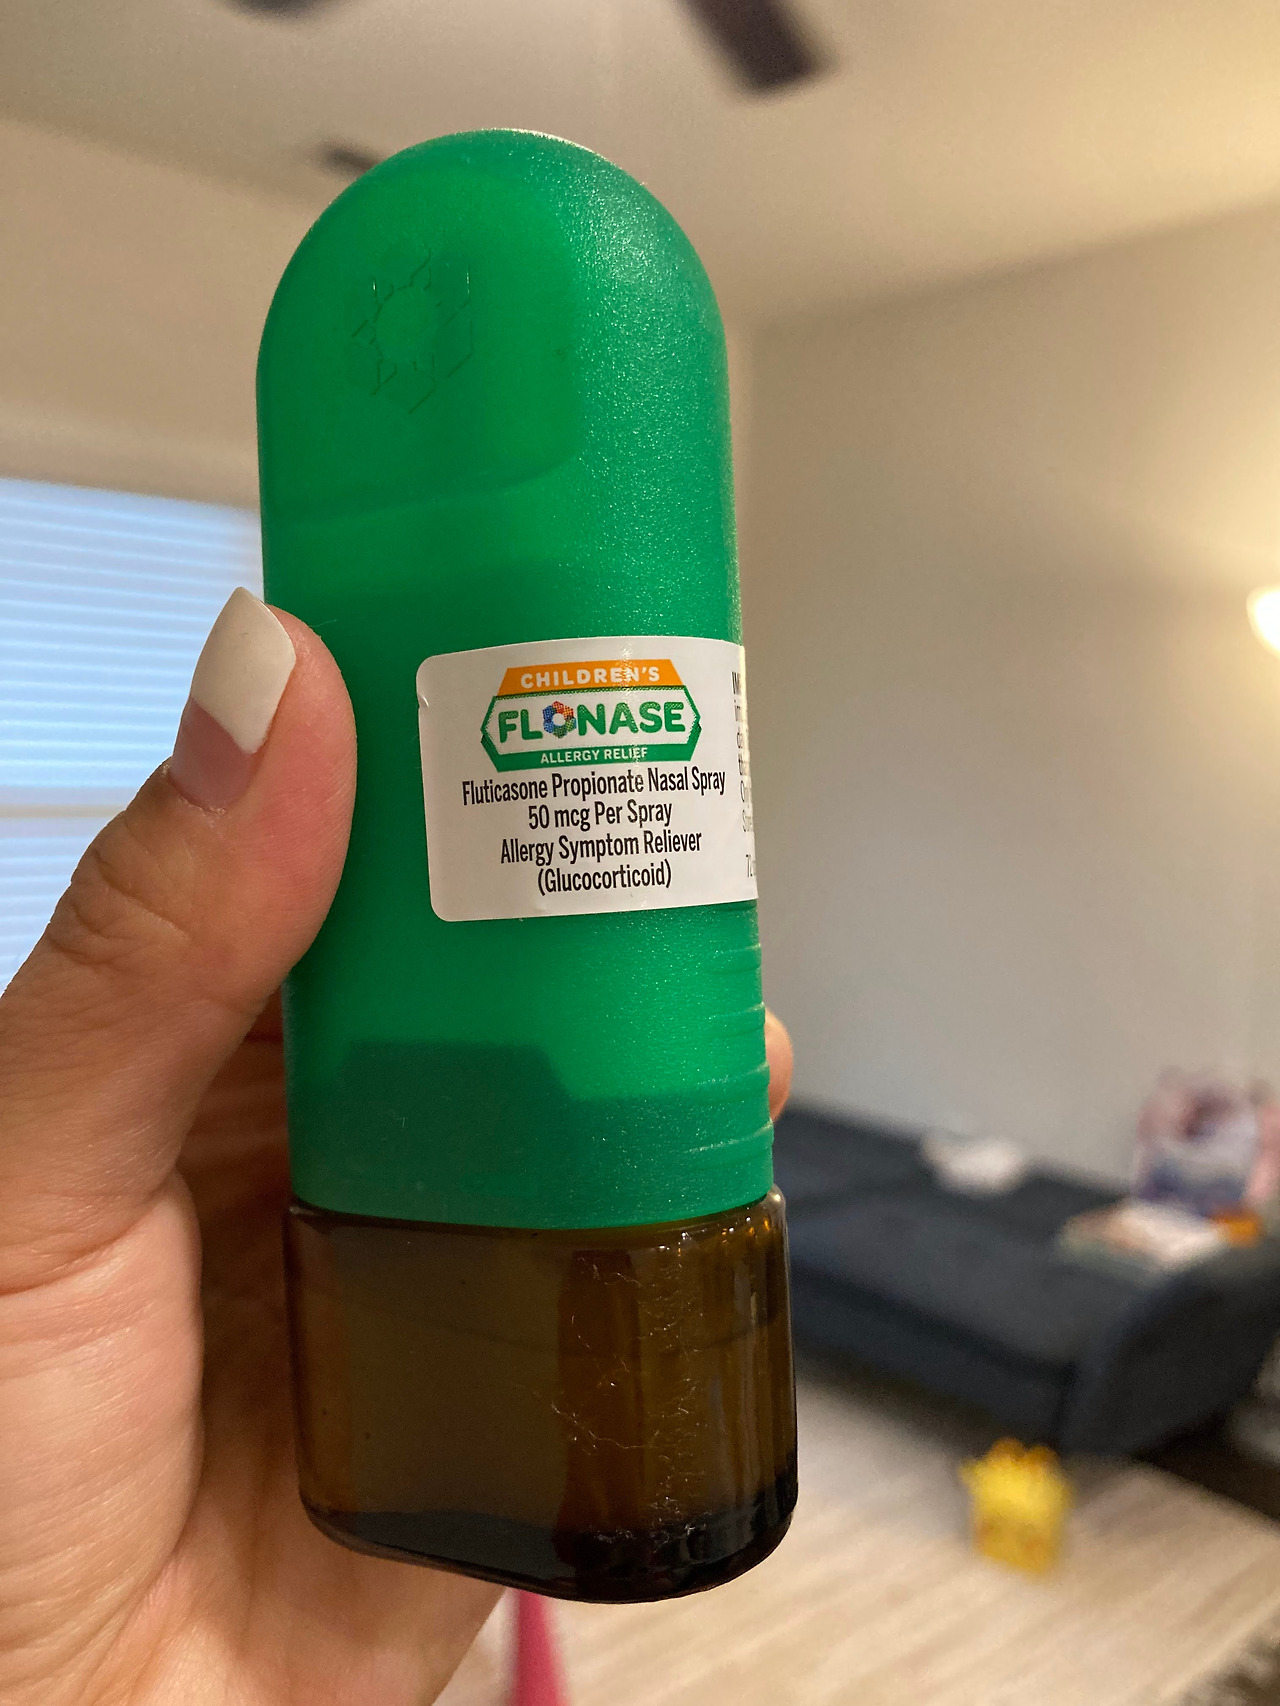 CHILDREN'S
FLONASE
ALLERGY RELIEF
Fluticasone Propionate Nasal Spray
50 mcg Per Spray
Allergy Symptom Reliever
(Glucocorticoid)